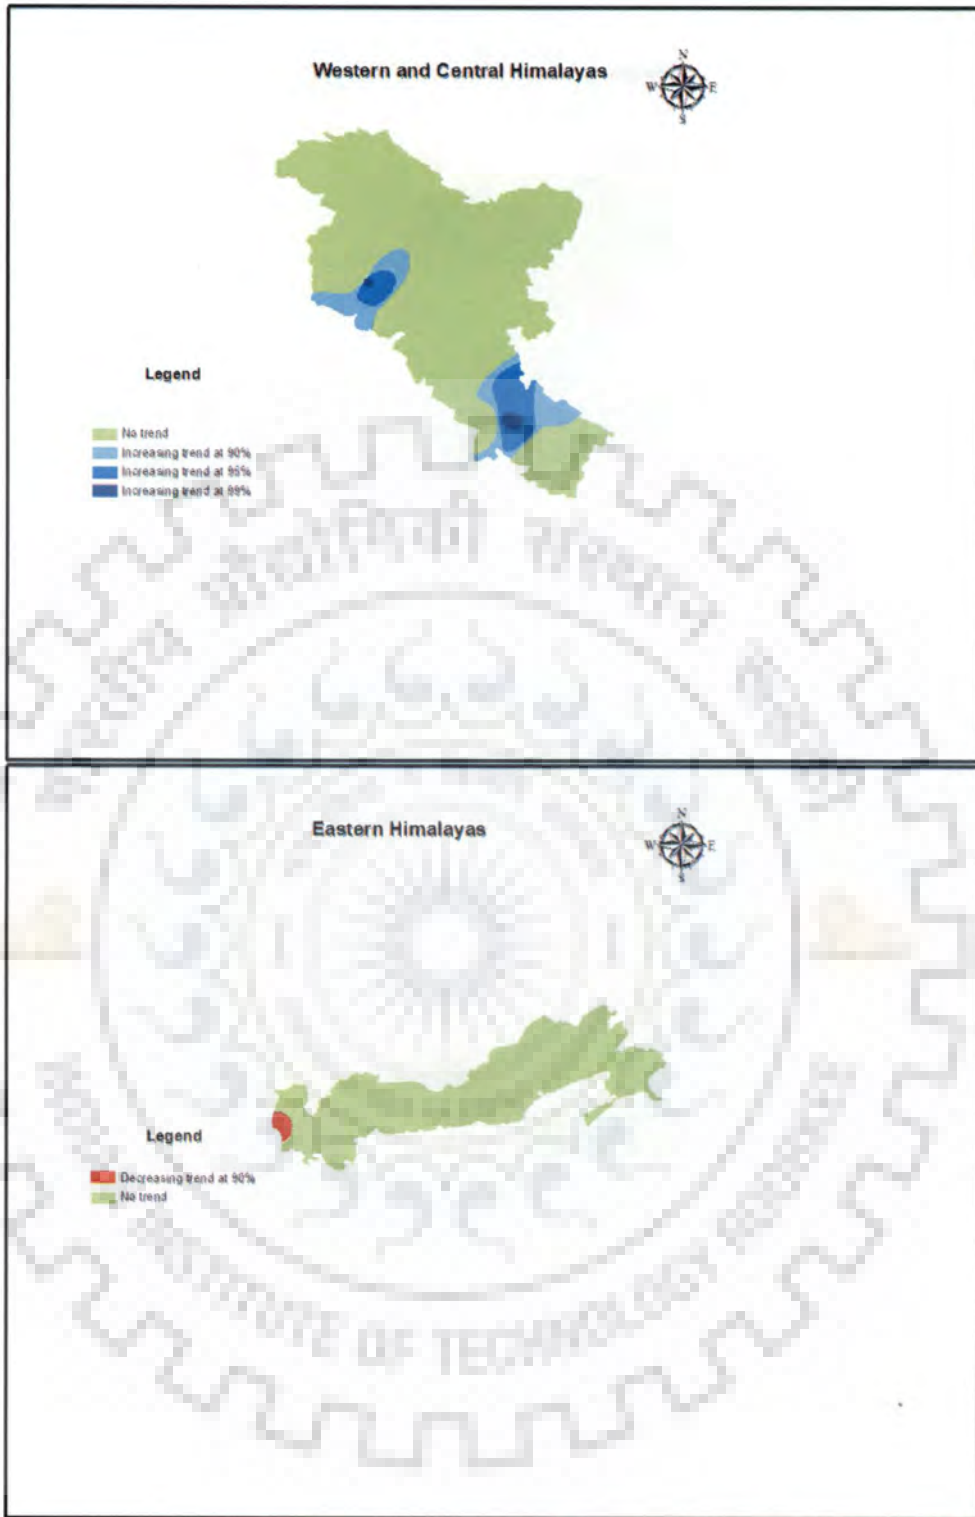 Western and Central Himalayas
N
W E
S
Legend
No trend
Increasing trend at 90%
Increasing trend at 95%
Increasing trend at 99%
Eastern Himalayas
N
W E
S
Legend
Decreasing trend at 90%
No trend
INSTITUTE OF TECHNOLOGY